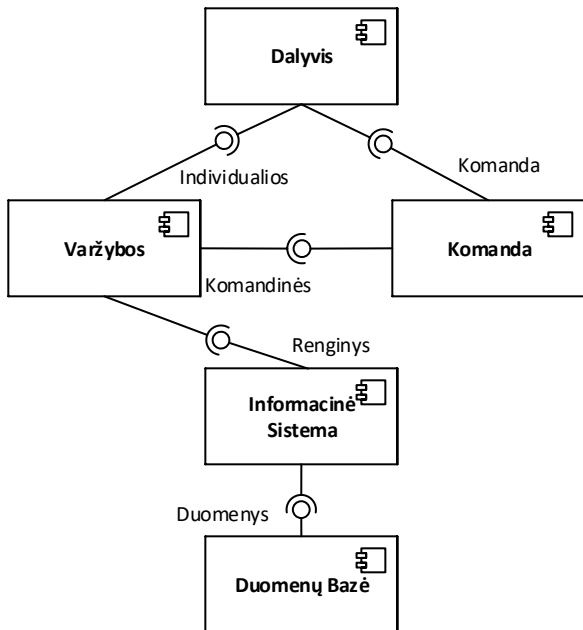 Dalyvis
Individualios
Komanda
Varžybos
Komanda
Komandinės
Renginys
Informacinė
Sistema
Duomenys
Duomenų Bazė